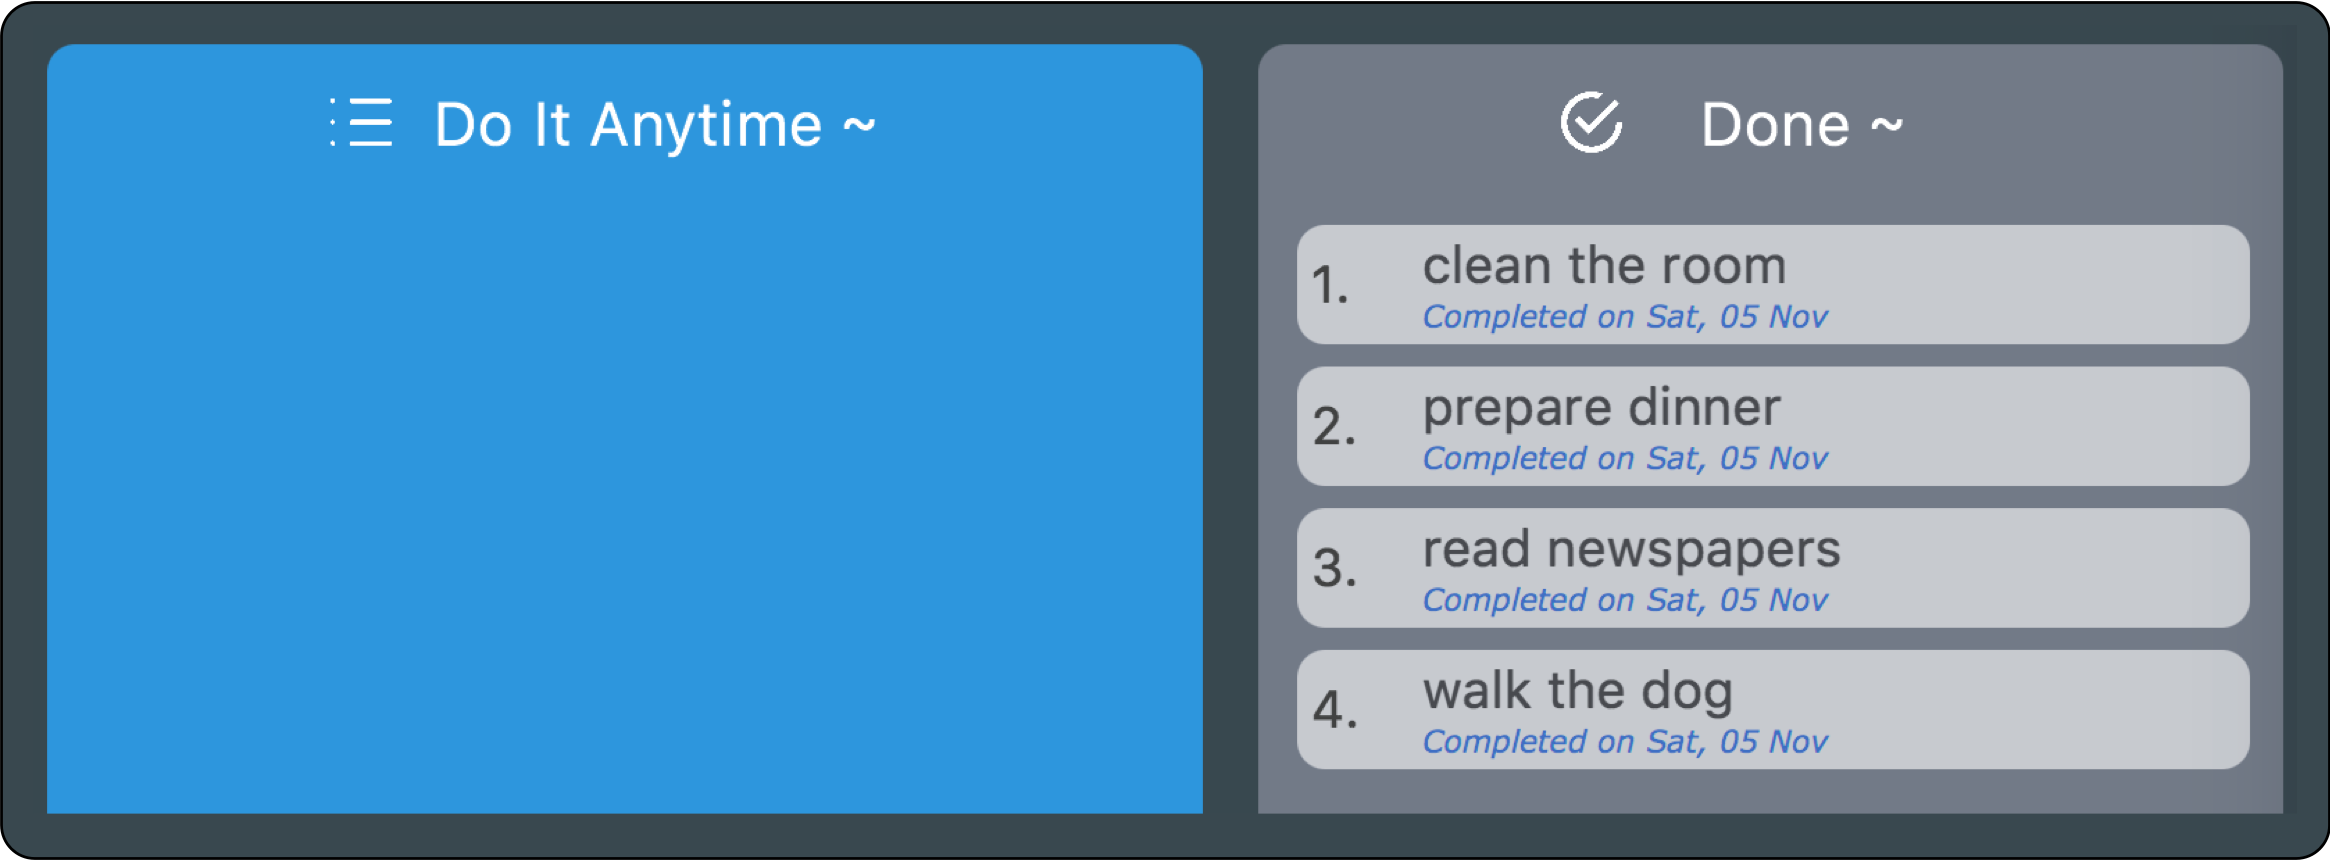 Do It Anytime ~
Done ~
1. clean the room
Completed on Sat, 05 Nov
2. prepare dinner
Completed on Sat, 05 Nov
3. read newspapers
Completed on Sat, 05 Nov
4. walk the dog
Completed on Sat, 05 Nov